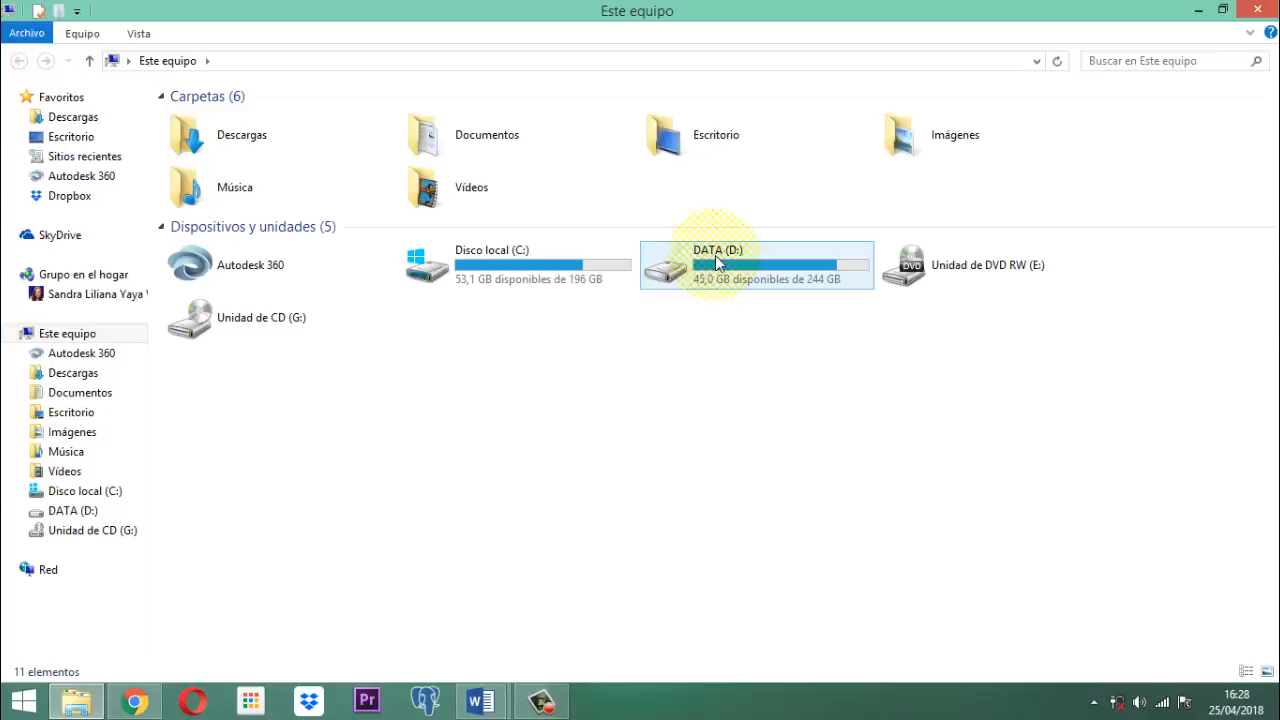 Este equipo
Archivo Equipo Vista
Este equipo
Buscar en Este equipo
Favoritos
Descargas
Escritorio
Sitios recientes
Autodesk 360
Dropbox
SkyDrive
Grupo en el hogar
Sandra Liliana Yaya
Este equipo
Autodesk 360
Descargas
Documentos
Escritorio
Imágenes
Música
Vídeos
Disco local (C:)
DATA (D:)
Unidad de CD (G:)
Red
Carpetas (6)
Descargas
Documentos
Escritorio
Imágenes
Música
Vídeos
Dispositivos y unidades (5)
Autodesk 360
Disco local (C:)
53,1 GB disponibles de 196 GB
DATA (D:)
45,0 GB disponibles de 244 GB
DVD
Unidad de DVD RW (E:)
Unidad de CD (G:)
11 elementos
Pr
16:28
25/04/2018